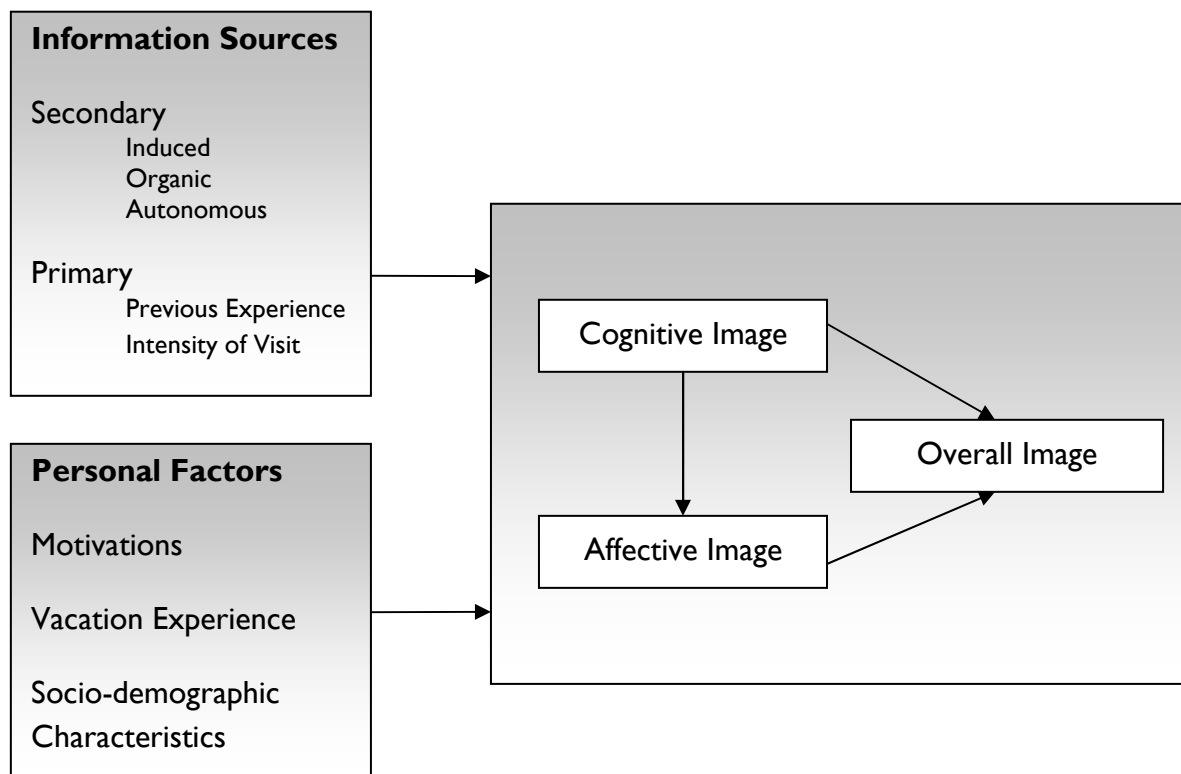 Information Sources
Secondary
Induced
Organic
Autonomous
Primary
Previous Experience
Intensity of Visit
Personal Factors
Motivations
Vacation Experience
Socio-demographic
Characteristics
Cognitive Image
Overall Image
Affective Image